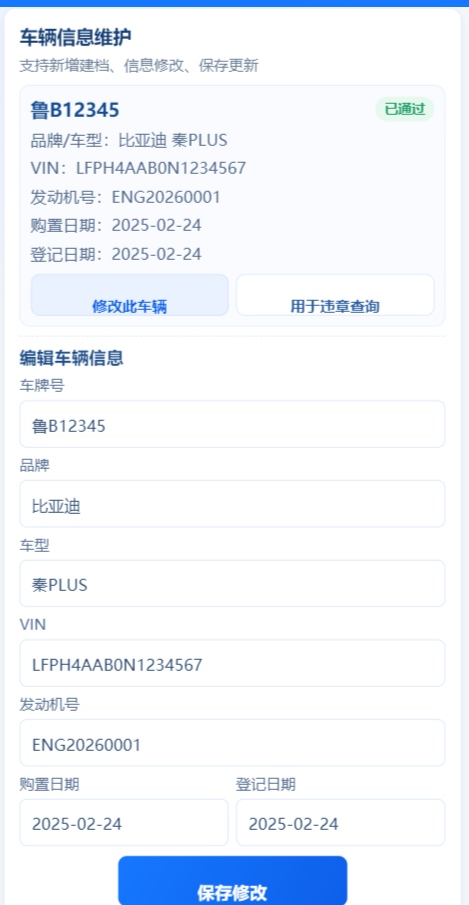 车辆信息维护
支持新增建档、信息修改、保存更新
鲁B12345 已通过
品牌/车型：比亚迪 秦PLUS
VIN：LFPH4AAB0N1234567
发动机号：ENG20260001
购置日期：2025-02-24
登记日期：2025-02-24
修改此车辆 用于违章查询
编辑车辆信息
车牌号
鲁B12345
品牌
比亚迪
车型
秦PLUS
VIN
LFPH4AAB0N1234567
发动机号
ENG20260001
购置日期 登记日期
2025-02-24 2025-02-24
保存修改